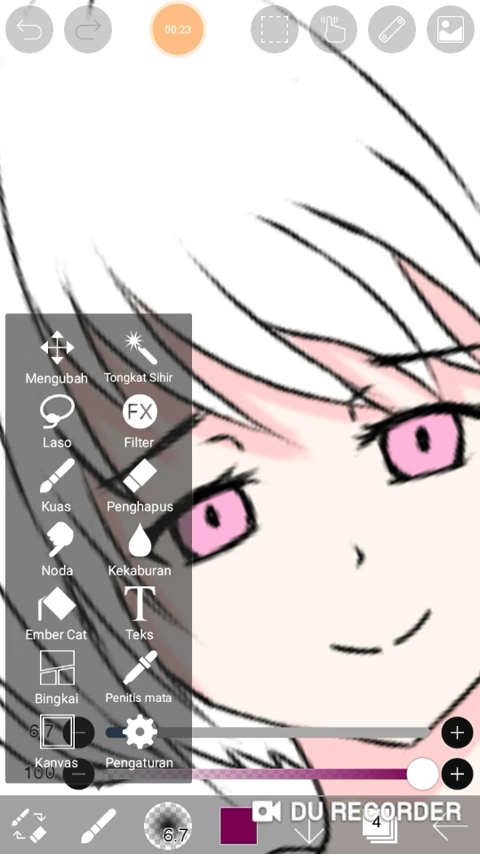 00:23
Mengubah
Tongkat Sihir
FX
Laso
Filter
Kuas
Penghapus
Noda
Kekaburan
Ember Cat
T
Teks
Bingkai
Penitis mata
6.7
Kanvas
Pengaturan
100
DU RECORDER
6.7
4